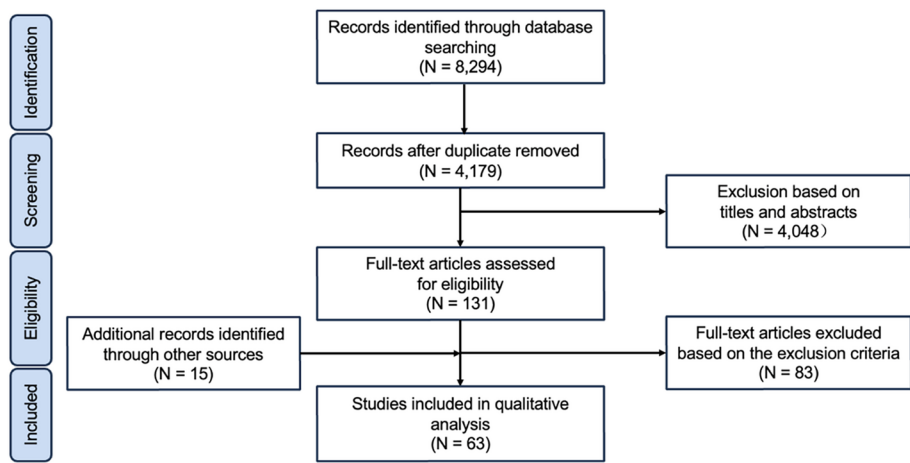 Identification
Records identified through database
searching
(N = 8,294)
Screening
Records after duplicate removed
(N = 4,179)
Exclusion based on
titles and abstracts
(N = 4,048）
Eligibility
Full-text articles assessed
for eligibility
(N = 131)
Additional records identified
through other sources
(N = 15)
Full-text articles excluded
based on the exclusion criteria
(N = 83)
Included
Studies included in qualitative
analysis
(N = 63)